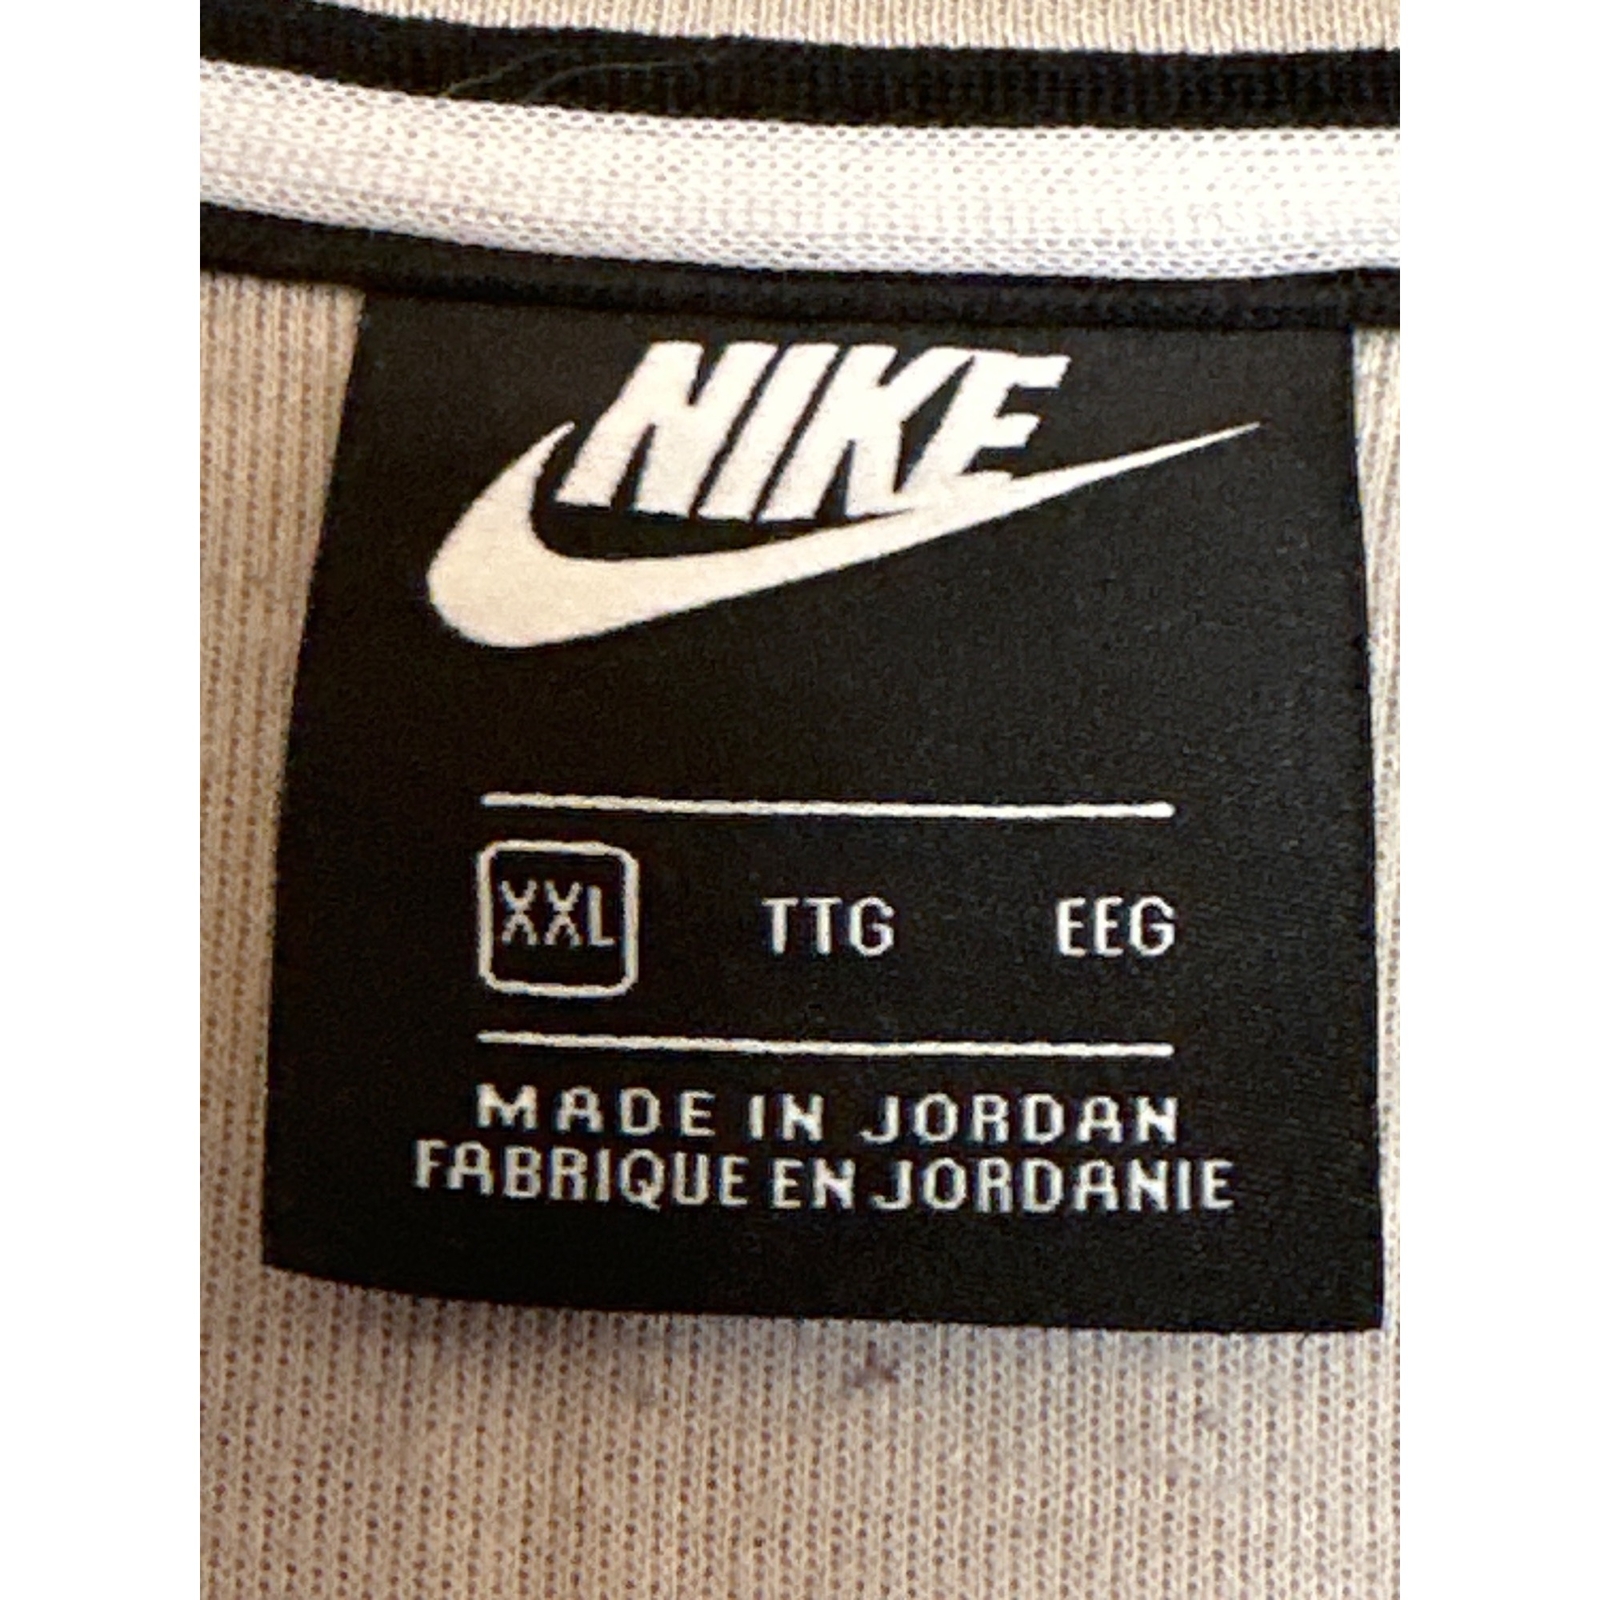 NIKE
XXL TTG EEG
MADE IN JORDAN
FABRIQUE EN JORDANIE